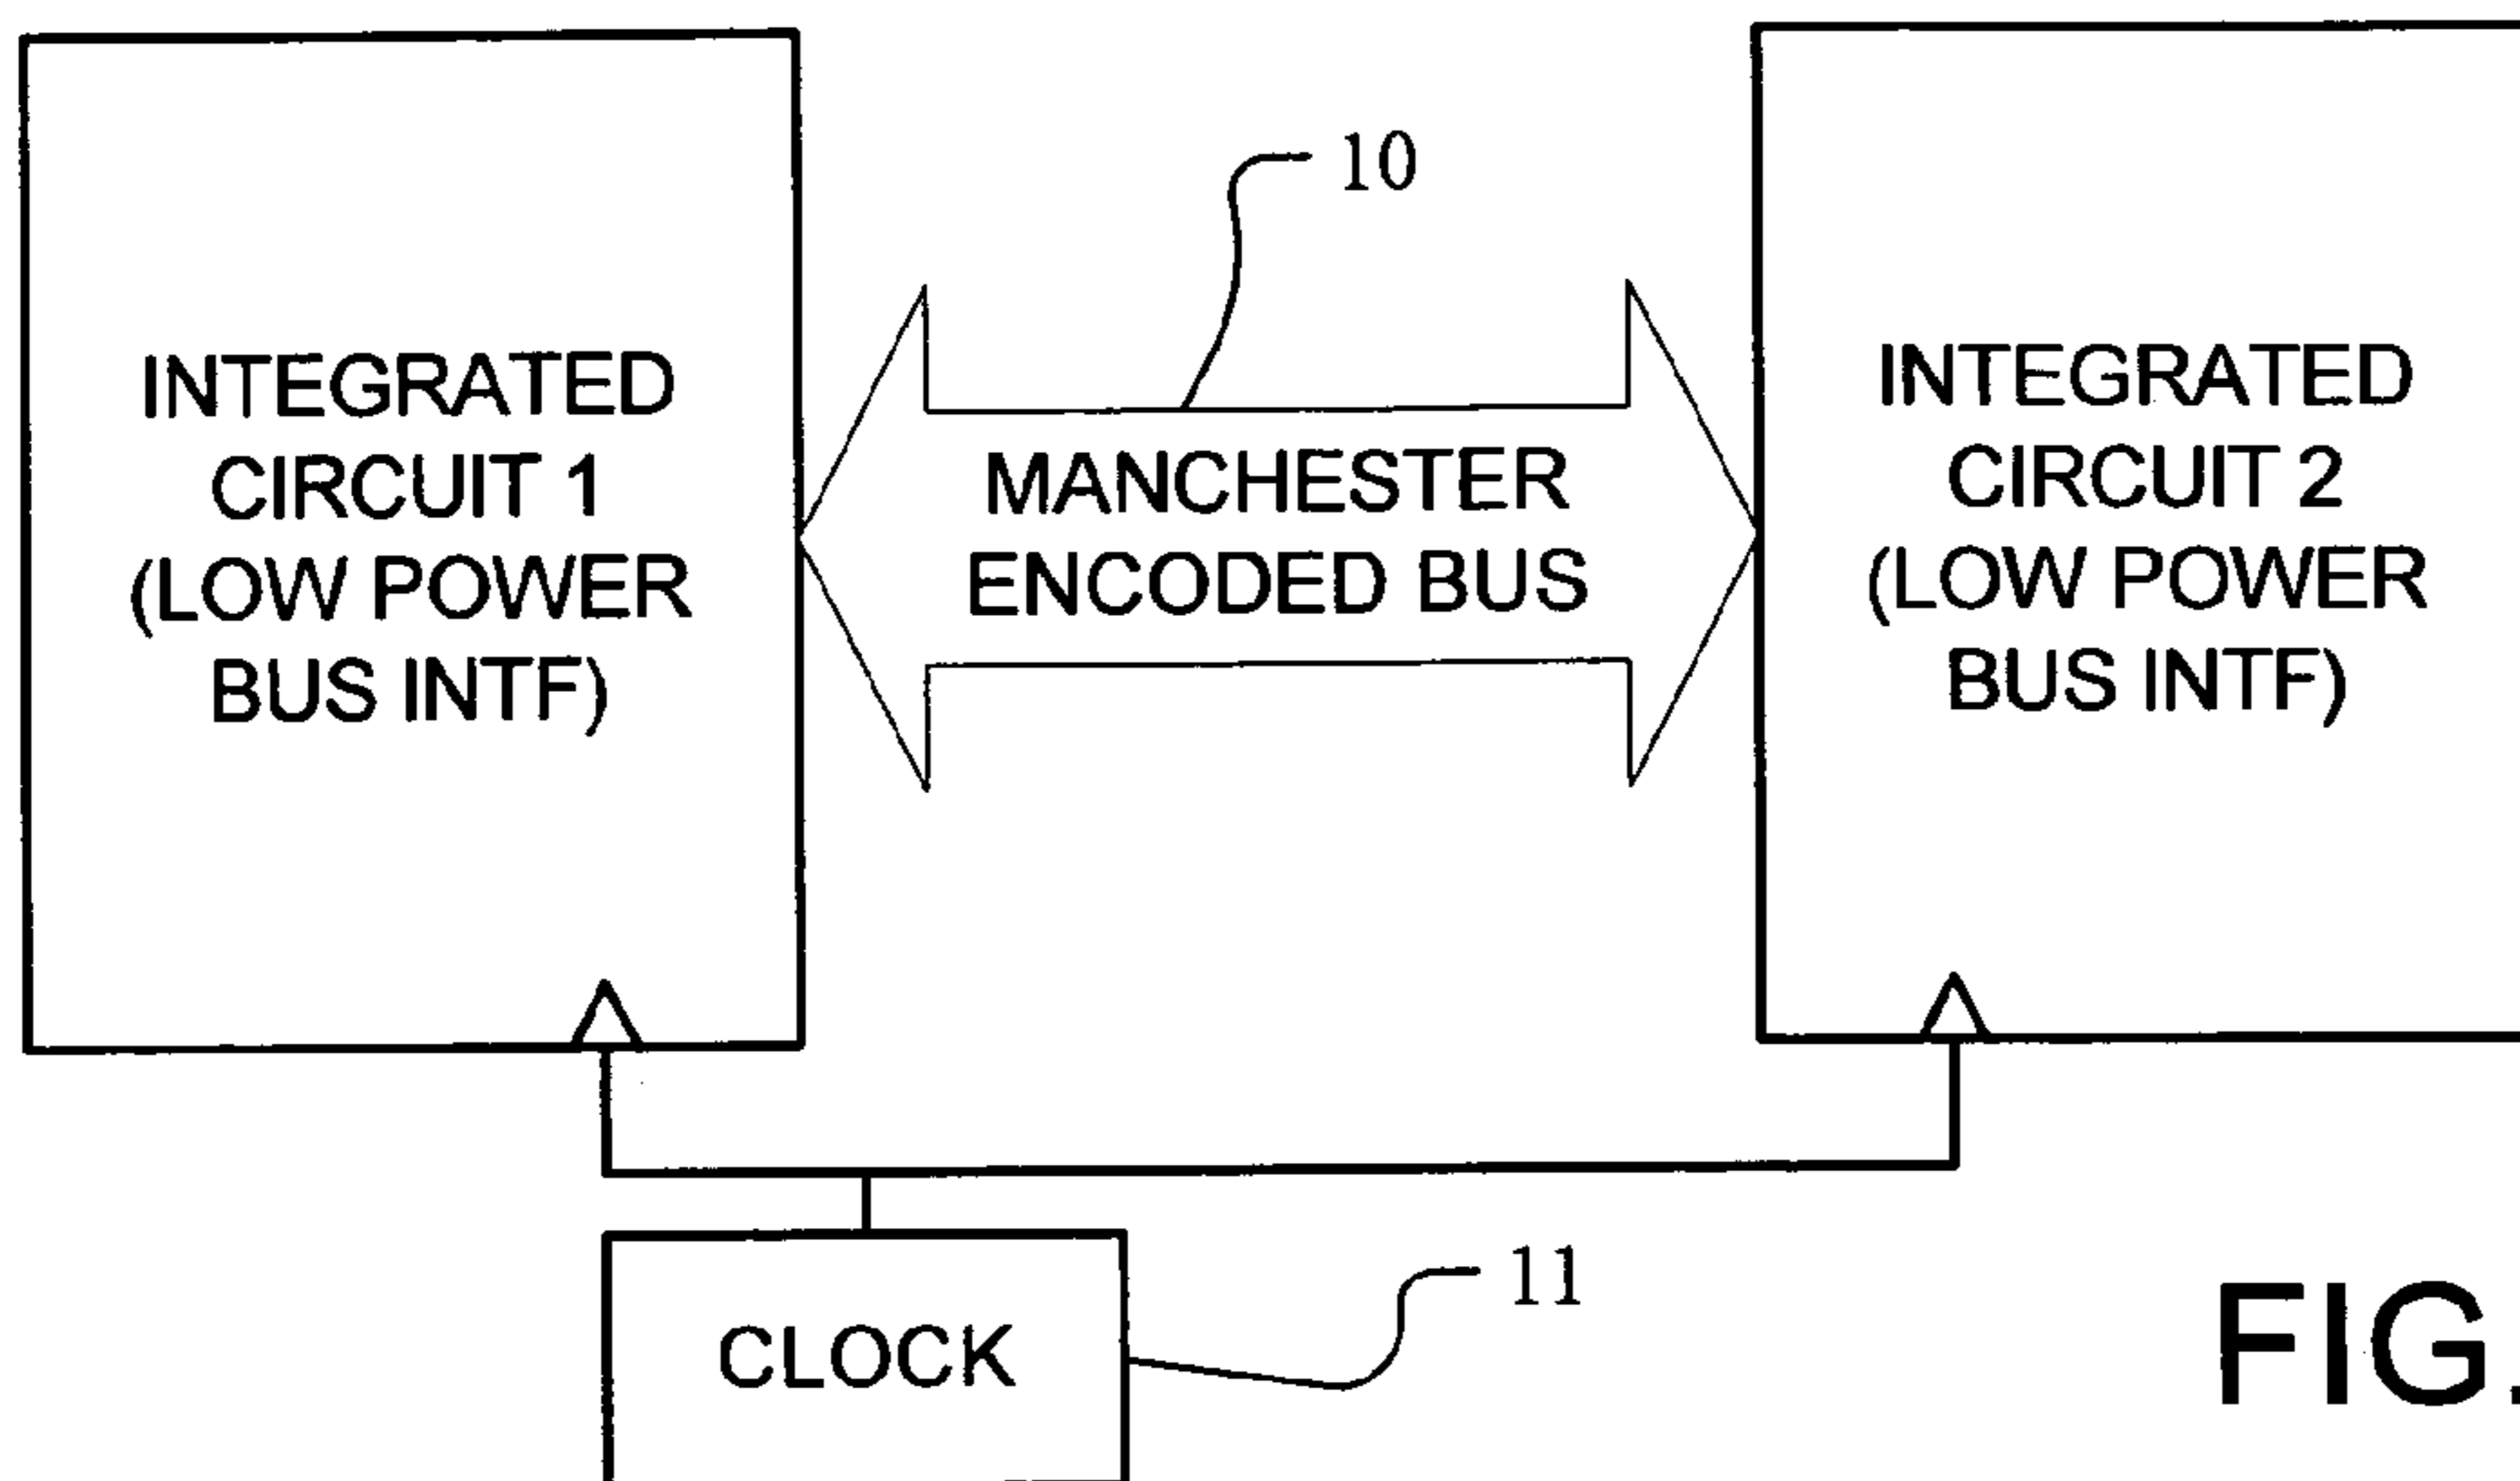 10
INTEGRATED
CIRCUIT 1
(LOW POWER
BUS INTF)
MANCHESTER
ENCODED BUS
INTEGRATED
CIRCUIT 2
(LOW POWER
BUS INTF)
CLOCK
11
FIG.